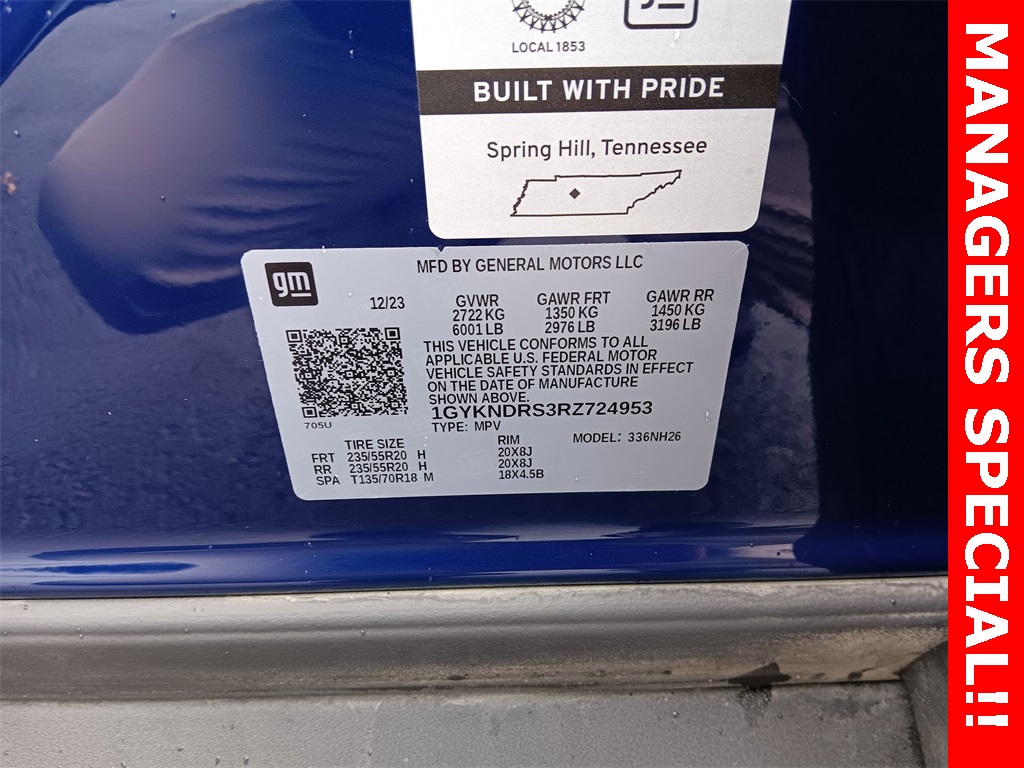 LOCAL 1853
BUILT WITH PRIDE
Spring Hill, Tennessee
gm
MFD BY GENERAL MOTORS LLC
12/23
GVWR
2722 KG
6001 LB
GAWR FRT
1350 KG
2976 LB
GAWR RR
1450 KG
3196 LB
THIS VEHICLE CONFORMS TO ALL
APPLICABLE U.S. FEDERAL MOTOR
VEHICLE SAFETY STANDARDS IN EFFECT
ON THE DATE OF MANUFACTURE
SHOWN ABOVE.
1GYKNDRS3RZ724953
TYPE: MPV
MODEL: 336NH26
705U
TIRE SIZE RIM
FRT 235/55R20 H 20X8J
RR 235/55R20 H 20X8J
SPA T135/70R18 M 18X4.5B
MANAGERS SPECIAL!!